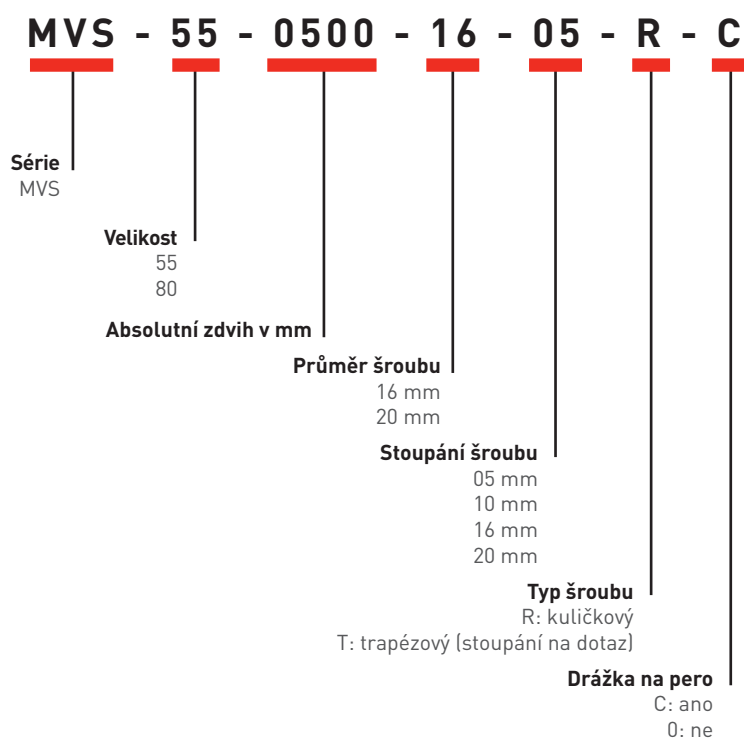 MVS - 55 - 0500 - 16 - 05 - R - C
Série
MVS
Velikost
55
80
Absolutní zdvih v mm
Průměr šroubu
16 mm
20 mm
Stoupání šroubu
05 mm
10 mm
16 mm
20 mm
Typ šroubu
R: kuličkový
T: trapézový (stoupání na dotaz)
Drážka na pero
C: ano
0: ne